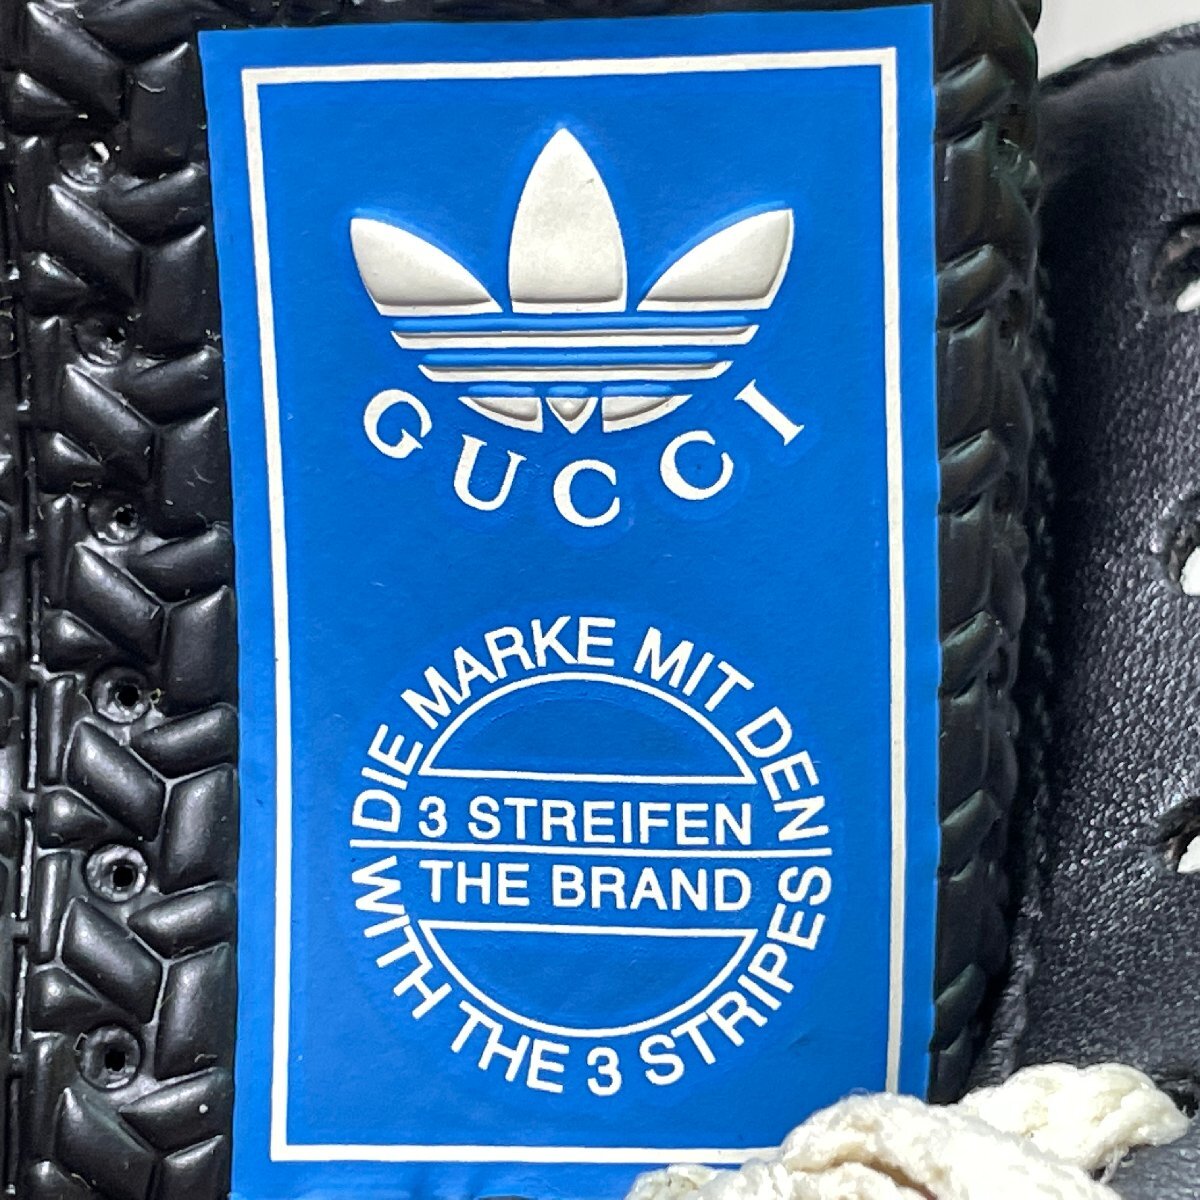 GUCCI
DIE MARKE MIT DEN
3 STREIFEN
THE BRAND
WITH THE 3 STRIPES